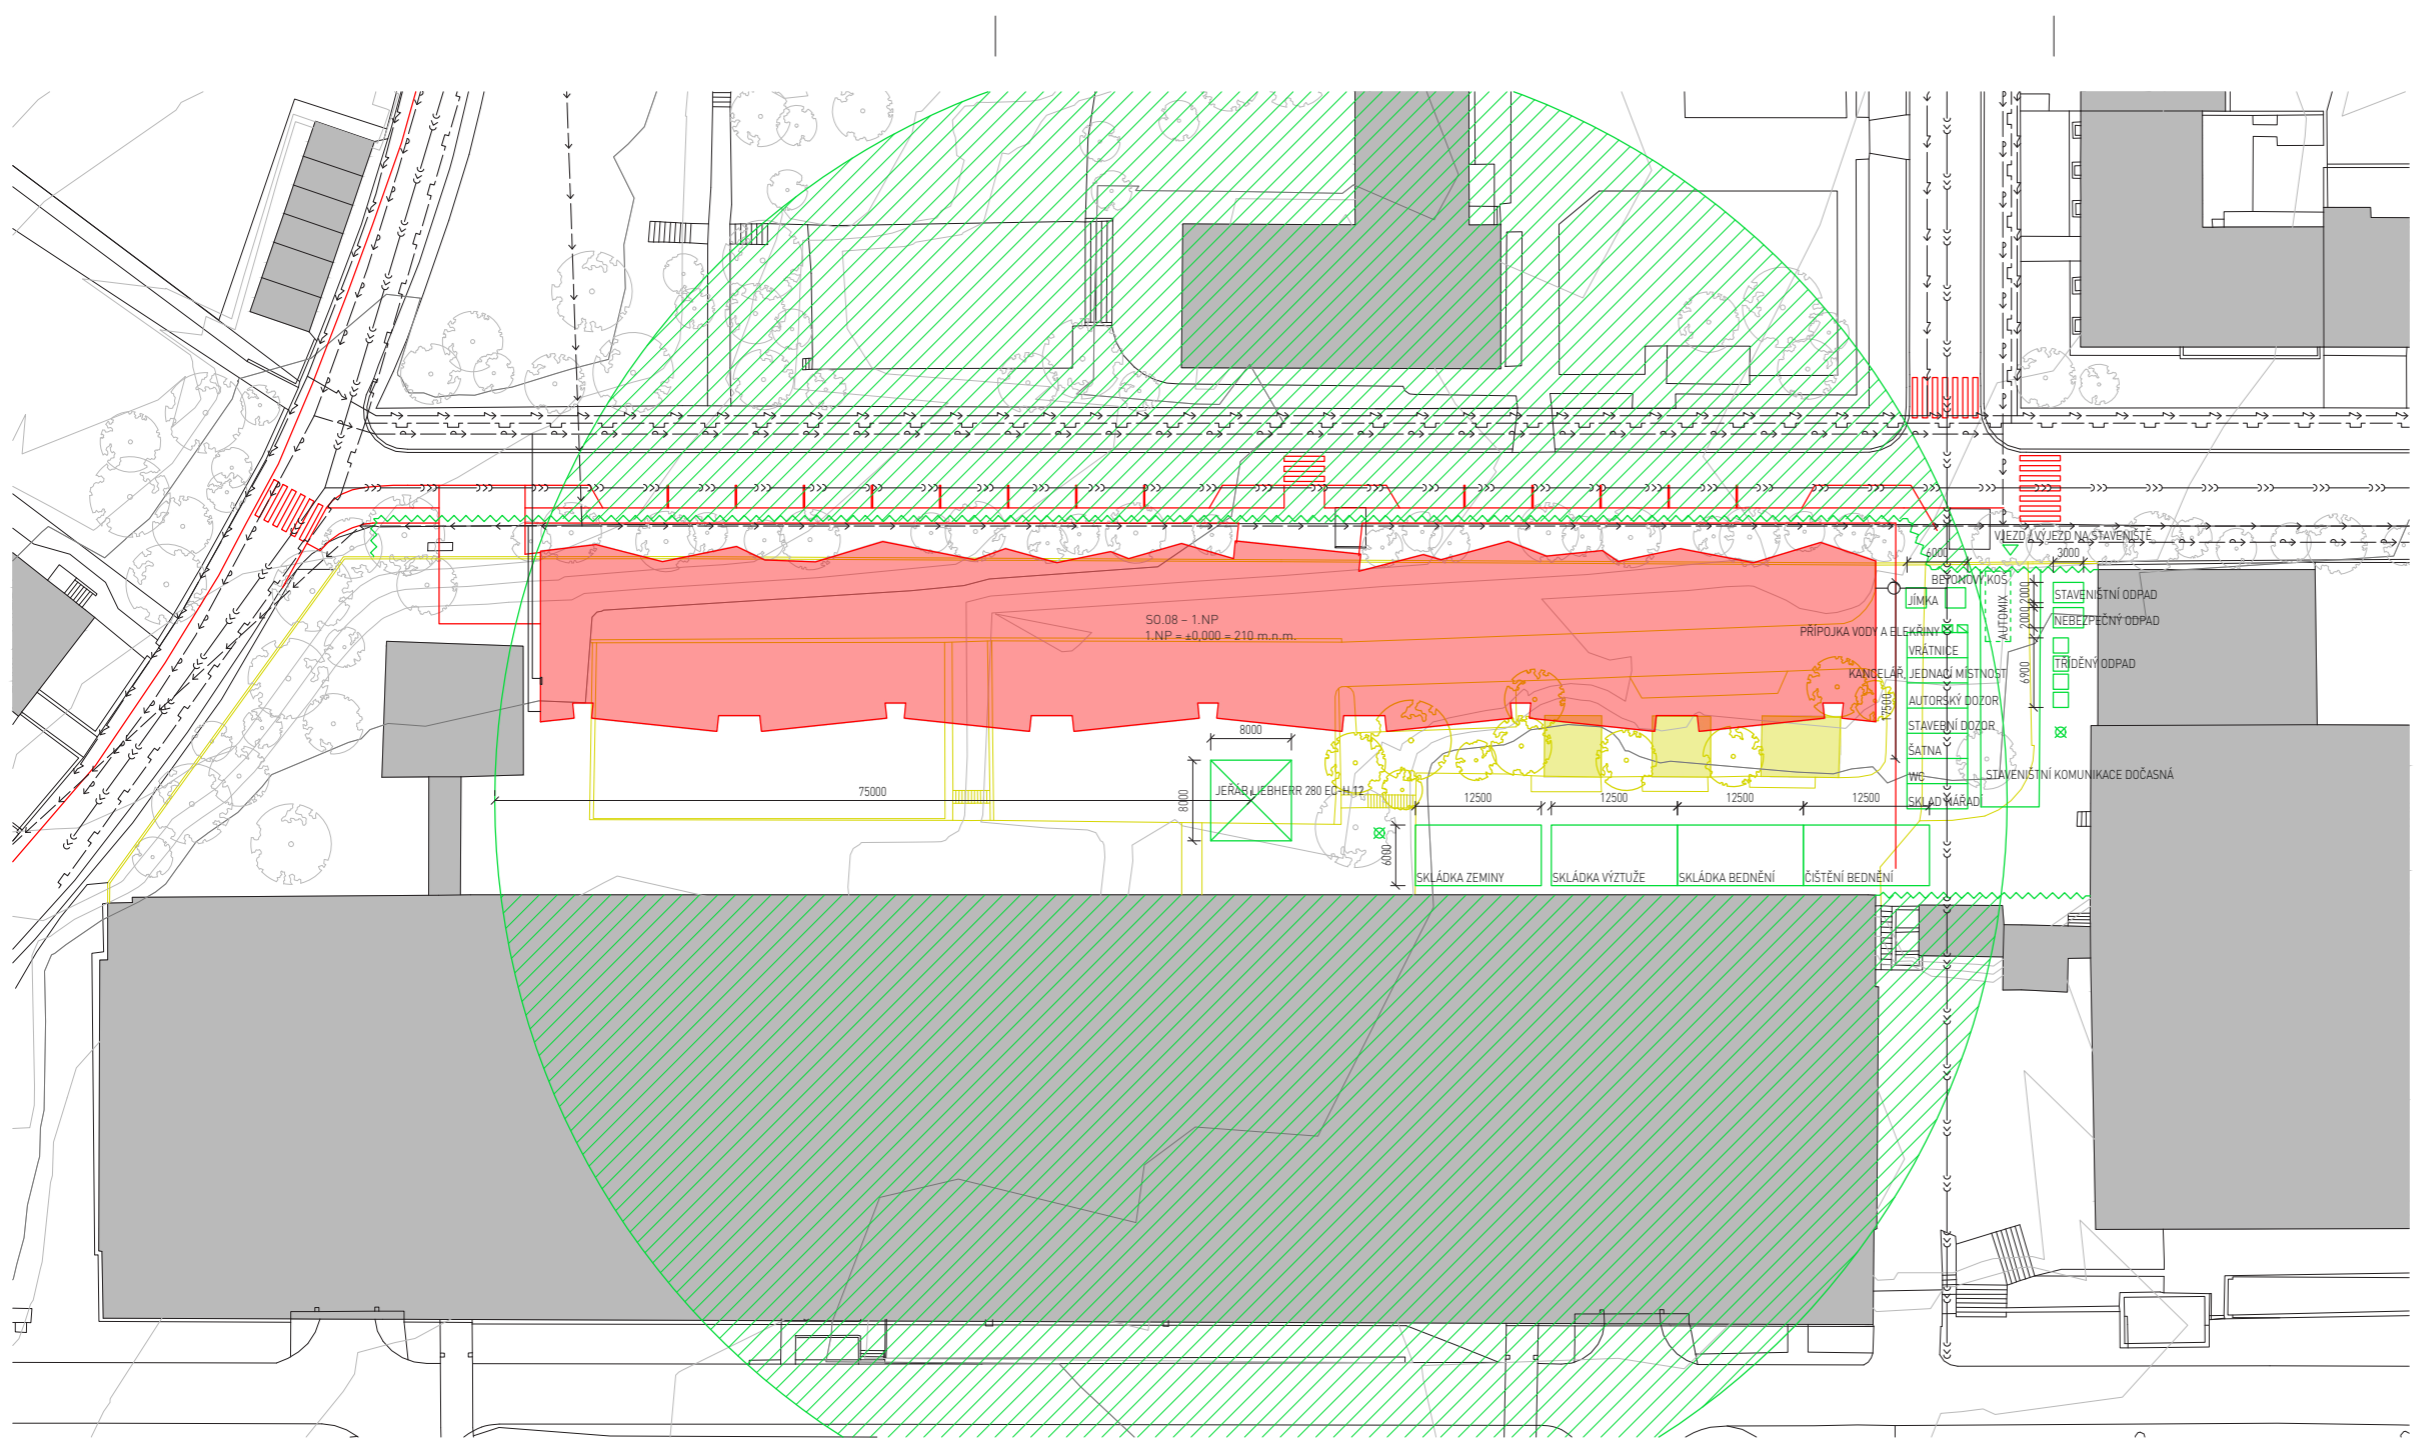 VJEZD / VÝJEZD NA STAVENIŠTĚ
6000
3000
BETONOVÝ KOŠ
JÍMKA
AUTOMIX
2000
2000
STAVENIŠTNÍ ODPAD
NEBEZPEČNÝ ODPAD
SO.08 – 1.NP
1.NP = ±0,000 = 210 m.n.m.
PŘÍPOJKA VODY A ELEKŘINY
VRÁTNICE
TŘÍDĚNÝ ODPAD
6900
KANCELÁŘ, JEDNACÍ MÍSTNOST
AUTORSKÝ DOZOR
17500
STAVEBNÍ DOZOR
8000
ŠATNA
WC
STAVENIŠTNÍ KOMUNIKACE DOČASNÁ
75000
8000
JEŘÁB LIEBHERR 280 EC-H 12
12500
12500
12500
12500
SKLAD NÁŘADÍ
6000
SKLÁDKA ZEMINY
SKLÁDKA VÝZTUŽE
SKLÁDKA BEDNĚNÍ
ČIŠTĚNÍ BEDNĚNÍ